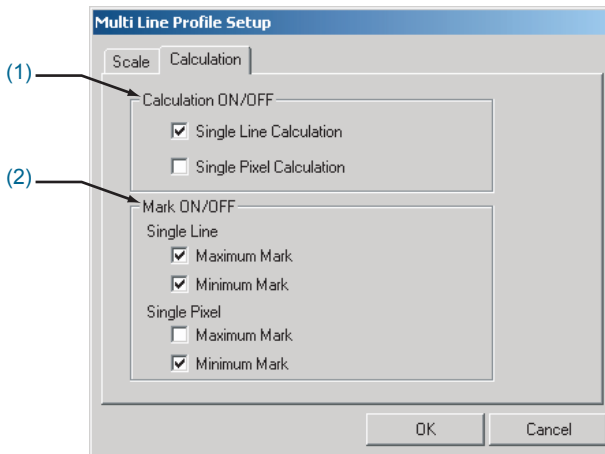 Multi Line Profile Setup
Scale Calculation
(1)
Calculation ON/OFF
Single Line Calculation
Single Pixel Calculation
(2)
Mark ON/OFF
Single Line
Maximum Mark
Minimum Mark
Single Pixel
Maximum Mark
Minimum Mark
OK Cancel